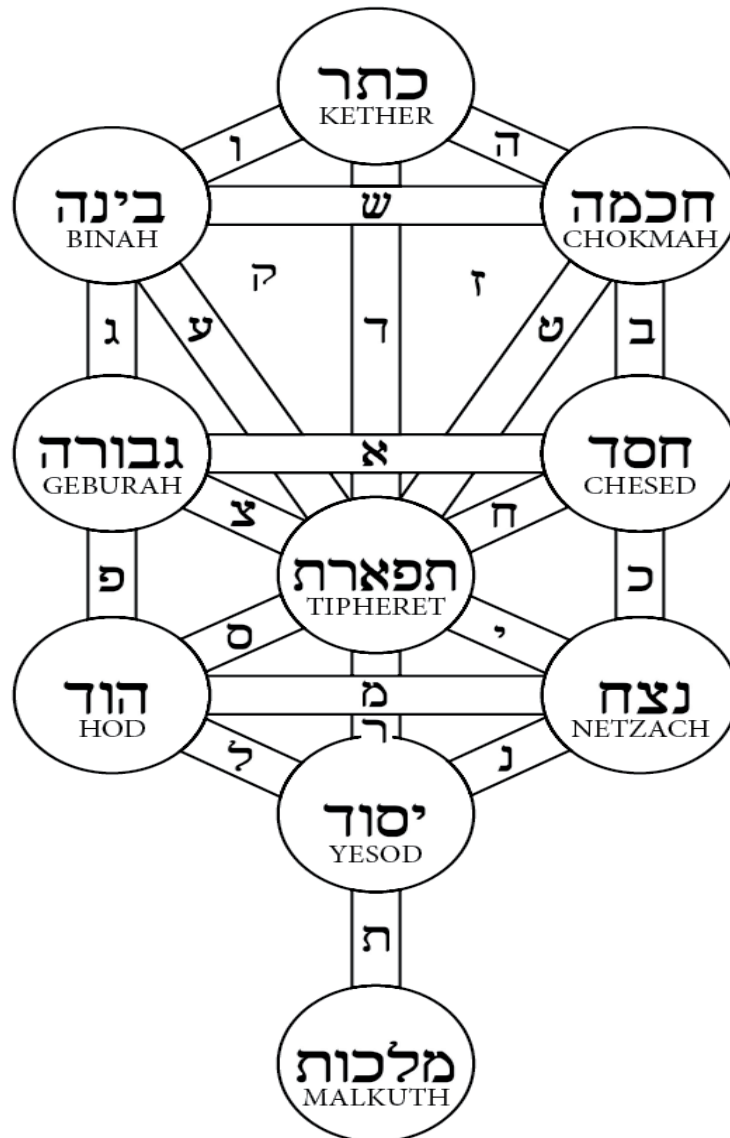 כתר
KETHER
ו
ה
בינה
BINAH
ש
חכמה
CHOKMAH
ק
ז
ג
ע
ד
ט
ב
גבורה
GEBURAH
א
חסד
CHESED
צ
ח
פ
תפארת
TIPHERET
כ
ס
י
הוד
HOD
מ
נצח
NETZACH
ר
ל
נ
יסוד
YESOD
ת
מלכות
MALKUTH